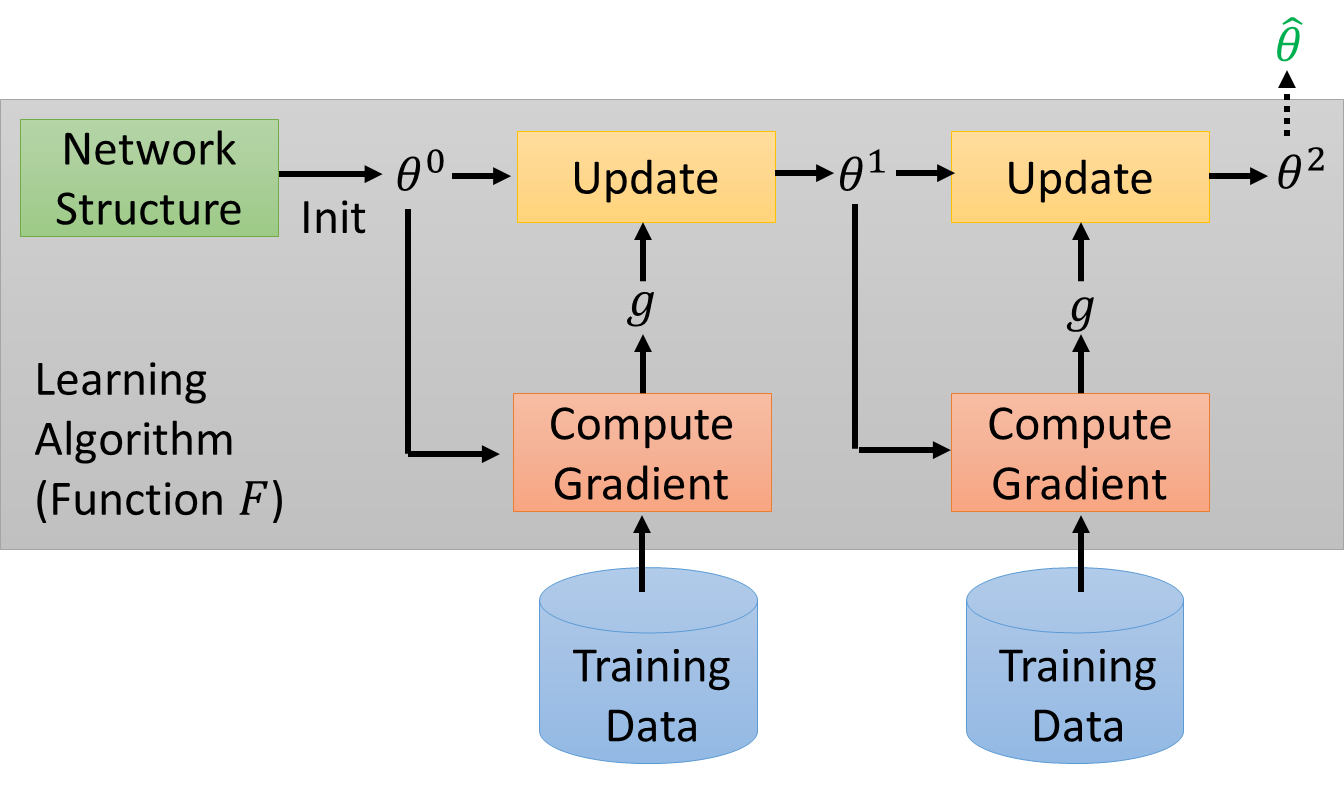 θ̂
Network
Structure
Init
θ⁰
Update
θ¹
Update
θ²
g
g
Learning
Algorithm
(Function F)
Compute
Gradient
Compute
Gradient
Training
Data
Training
Data